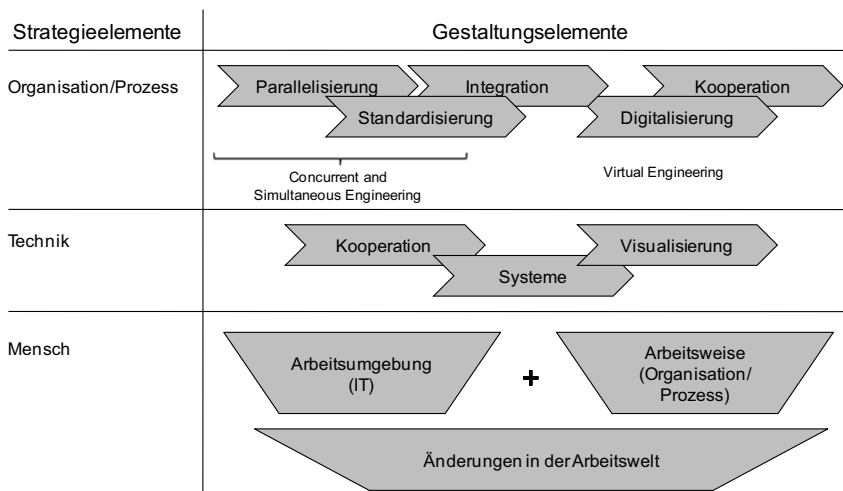 Strategieelemente
Gestaltungselemente
Organisation/Prozess
Parallelisierung
Integration
Kooperation
Standardisierung
Digitalisierung
Concurrent and
Simultaneous Engineering
Virtual Engineering
Technik
Kooperation
Visualisierung
Systeme
Mensch
Arbeitsumgebung
(IT)
+
Arbeitsweise
(Organisation/
Prozess)
Änderungen in der Arbeitswelt